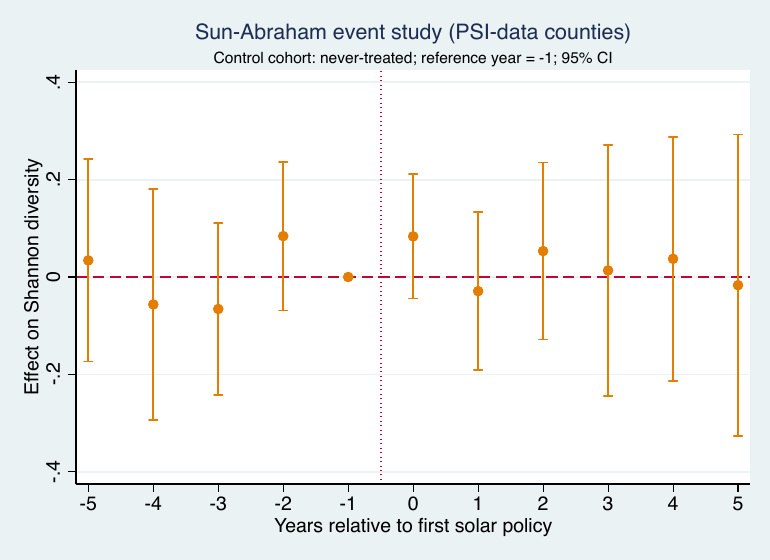 Sun-Abraham event study (PSI-data counties)
Control cohort: never-treated; reference year = -1; 95% CI
Effect on Shannon diversity
.4
.2
0
-.2
-.4
-5 -4 -3 -2 -1 0 1 2 3 4 5
Years relative to first solar policy